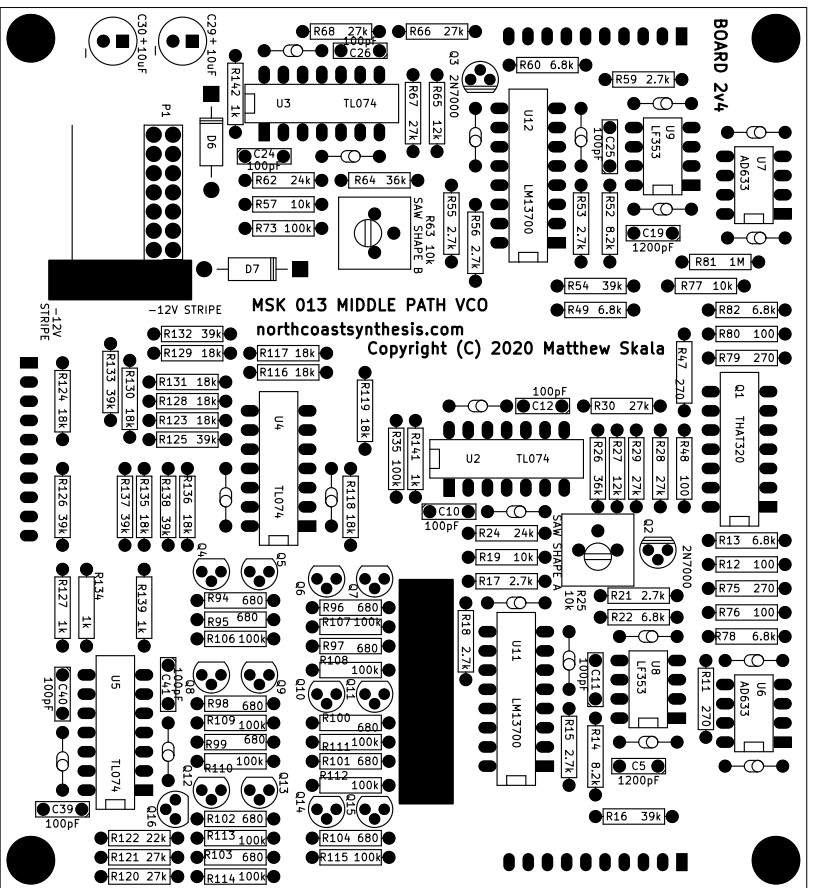 C30+10uF
C29+10uF
R68 27k
R66 27k
100pF
C26
Q3 2N7000
R60 6.8k
BOARD 2v4
R59 2.7k
R142 1k
U3 TL074
R67 27k
R65 12k
U12 LM13700
P1
D6
C25 100pF
U9 LF353
U7 AD633
C24
100pF
R62 24k
R64 36k
R57 10k
R73 100k
SAW SHAPE B
R63 10k
R55 2.7k
R56 2.7k
R53 2.7k
R52 8.2k
C19
1200pF
D7
R81 1M
R54 39k
R77 10k
-12V STRIPE
-12V STRIPE
MSK 013 MIDDLE PATH VCO
R49 6.8k
R82 6.8k
northcoastsynthesis.com
R132 39k
R80 100
Copyright (C) 2020 Matthew Skala
R129 18k
R117 18k
R79 270
R124 18k
R133 39k
R130 18k
R131 18k
R116 18k
R119 18k
R47 270
Q1 THAT320
R128 18k
R123 18k
R125 39k
U4 TL074
100pF
C12
R30 27k
R35 100k
R141 1k
U2 TL074
R26 36k
R27 12k
R29 27k
R28 27k
R48 100
R126 39k
R137 39k
R135 18k
R138 39k
R136 18k
R118 18k
C10
100pF
R24 24k
SAW SHAPE A
Q2 2N7000
R13 6.8k
R19 10k
R12 100
R17 2.7k
R25 10k
R75 270
R127 1k
R134 1k
R139 1k
Q4
Q5
Q6
Q7
R94 680
R96 680
R21 2.7k
R76 100
R95 680
R107 100k
R22 6.8k
R106 100k
R97 680
R18 2.7k
R78 6.8k
R108 100k
U11 LM13700
C40 100pF
U5 TL074
C41 100pF
Q8
Q9
Q10
Q11
C11 100pF
U8 LF353
R11 270
U6 AD633
R98 680
R109 100k
R100 680
R99 680
R111 100k
R15 2.7k
R14 8.2k
R110 100k
R101 680
C5
1200pF
R112 100k
Q12
Q13
Q14
Q15
Q16
C39
100pF
R102 680
R16 39k
R122 22k
R113 100k
R104 680
R121 27k
R103 680
R115 100k
R120 27k
R114 100k